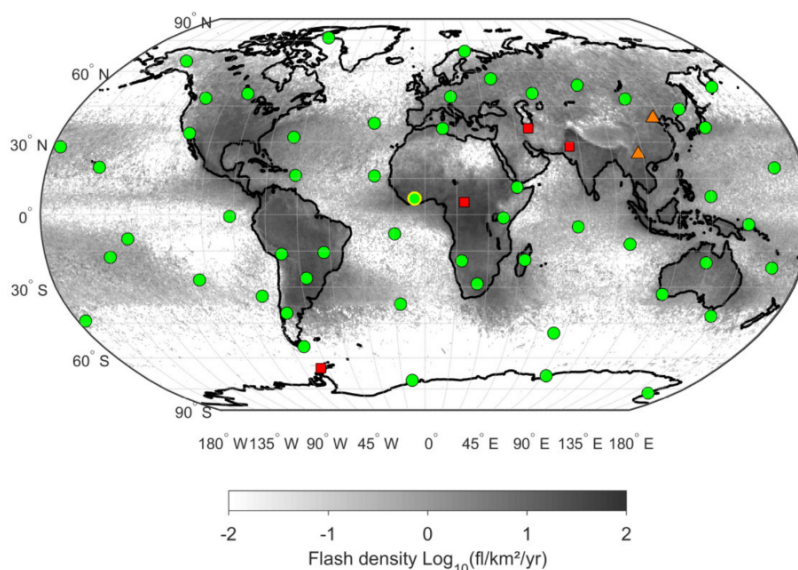 90° N
60° N
30° N
0°
30° S
60° S
90° S
180° W 135° W 90° W 45° W 0° 45° E 90° E 135° E 180° E
-2 -1 0 1 2
Flash density Log₁₀(fl/km²/yr)